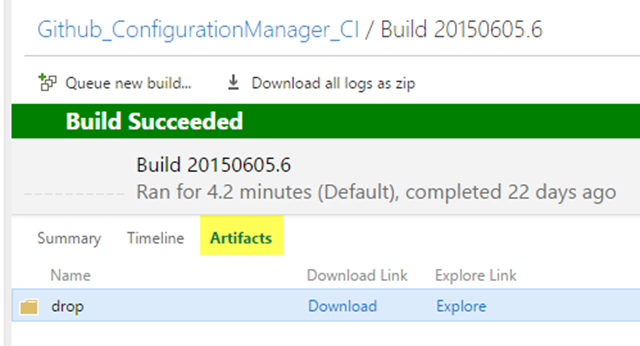 Github_ConfigurationManager_CI / Build 20150605.6
Queue new build... Download all logs as zip
Build Succeeded
Build 20150605.6
Ran for 4.2 minutes (Default), completed 22 days ago
Summary Timeline Artifacts
Name Download Link Explore Link
drop Download Explore